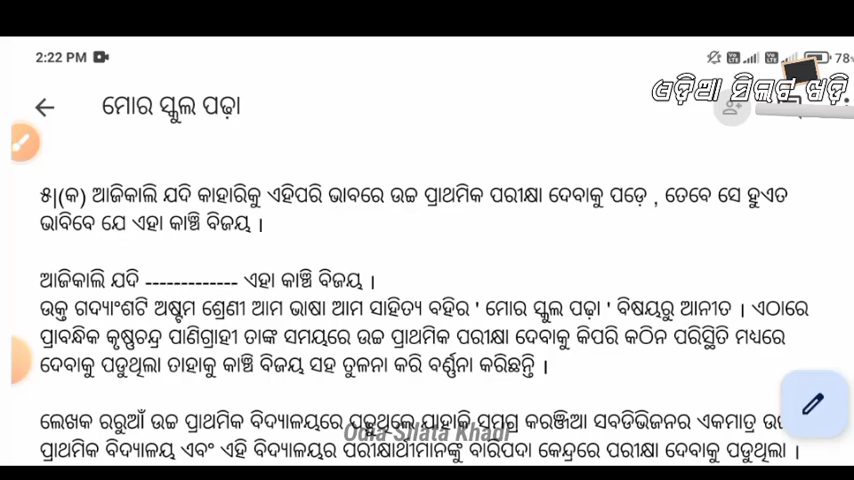 2:22 PM
78%
ଓଡ଼ିଆ ସିଲଟ ଖଡ଼ି
ମୋର ସ୍କୁଲ ପଢ଼ା
୫|(କ) ଆଜିକାଲି ଯଦି କାହାରିକୁ ଏହିପରି ଭାବରେ ଉଚ୍ଚ ପ୍ରାଥମିକ ପରୀକ୍ଷା ଦେବାକୁ ପଡ଼େ , ତେବେ ସେ ହୁଏତ
ଭାବିବେ ଯେ ଏହା କାଞ୍ଚି ବିଜୟ ।
ଆଜିକାଲି ଯଦି ------------- ଏହା କାଞ୍ଚି ବିଜୟ ।
ଉକ୍ତ ଗଦ୍ୟାଂଶଟି ଅଷ୍ଟମ ଶ୍ରେଣୀ ଆମ ଭାଷା ଆମ ସାହିତ୍ୟ ବହିର ' ମୋର ସ୍କୁଲ ପଢ଼ା ' ବିଷୟରୁ ଆନୀତ । ଏଠାରେ
ପ୍ରାବନ୍ଧିକ କୃଷ୍ଣଚନ୍ଦ୍ର ପାଣିଗ୍ରାହୀ ତାଙ୍କ ସମୟରେ ଉଚ୍ଚ ପ୍ରାଥମିକ ପରୀକ୍ଷା ଦେବାକୁ କିପରି କଠିନ ପରିସ୍ଥିତି ମଧ୍ୟରେ
ଦେବାକୁ ପଡୁଥିଲା ତାହାକୁ କାଞ୍ଚି ବିଜୟ ସହ ତୁଳନା କରି ବର୍ଣ୍ଣନା କରିଛନ୍ତି ।
ଲେଖକ ରରୁଆଁ ଉଚ୍ଚ ପ୍ରାଥମିକ ବିଦ୍ୟାଳୟରେ ପଢୁଥିଲେ ଯାହାକି ସମଗ୍ର କରଞ୍ଜିଆ ସବଡିଭିଜନର ଏକମାତ୍ର
Odia Silata Khadi
ପ୍ରାଥମିକ ବିଦ୍ୟାଳୟ ଏବଂ ଏହି ବିଦ୍ୟାଳୟର ପରୀକ୍ଷାର୍ଥୀମାନଙ୍କୁ ବାରିପଦା କେନ୍ଦ୍ରରେ ପରୀକ୍ଷା ଦେବାକୁ ପଡୁଥିଲା ।